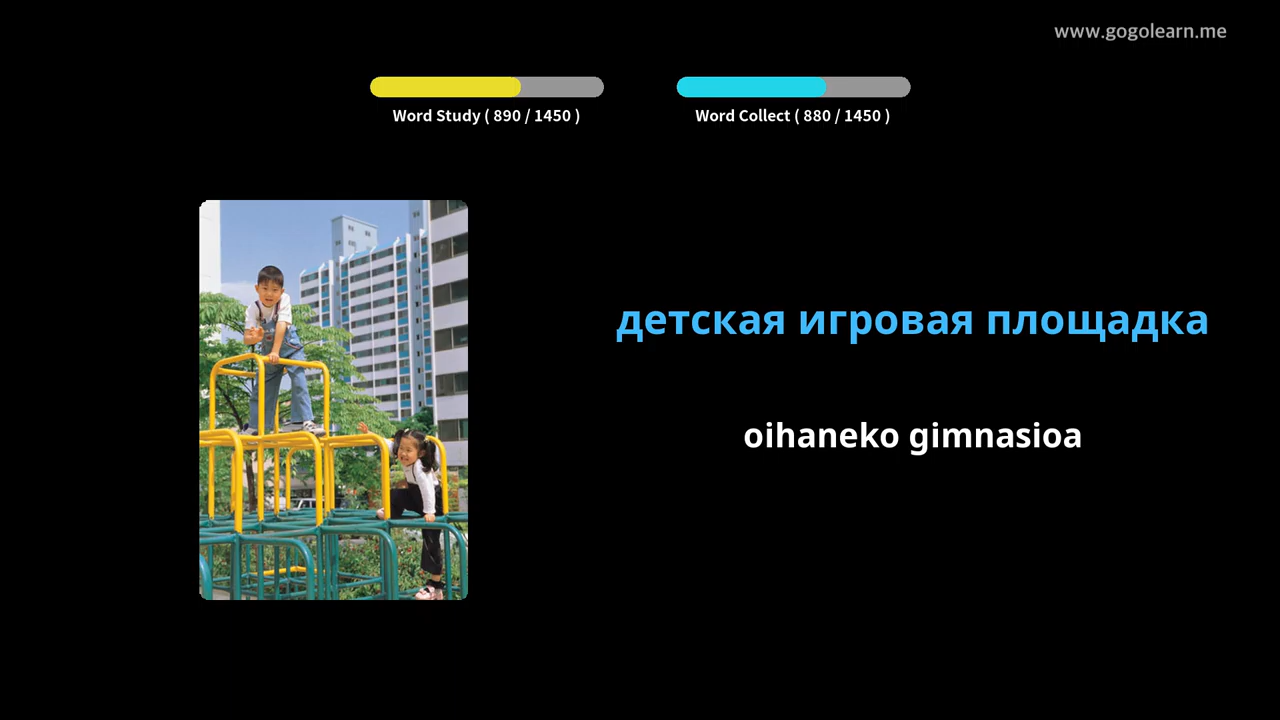 www.gogolearn.me
Word Study ( 890 / 1450 )
Word Collect ( 880 / 1450 )
детская игровая площадка
oihaneko gimnasioa